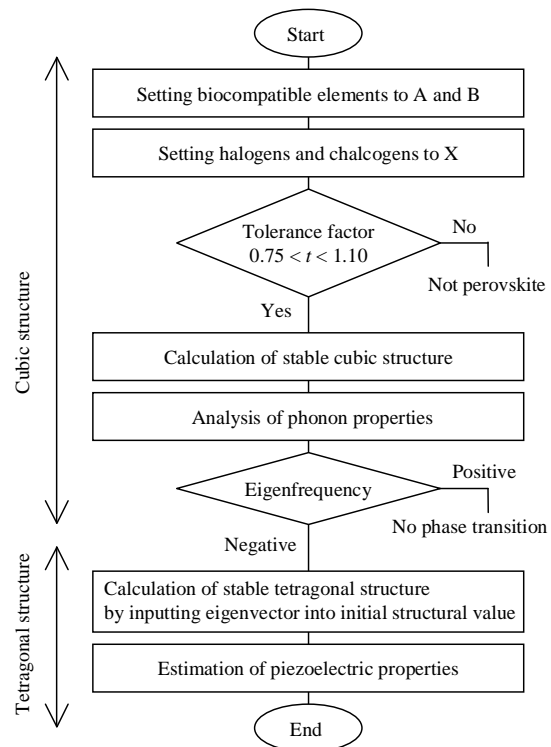 Start
Setting biocompatible elements to A and B
Setting halogens and chalcogens to X
Tolerance factor
0.75 < t < 1.10
No
Not perovskite
Yes
Calculation of stable cubic structure
Analysis of phonon properties
Eigenfrequency
Positive
No phase transition
Negative
Cubic structure
Calculation of stable tetragonal structure
by inputting eigenvector into initial structural value
Estimation of piezoelectric properties
End
Tetragonal structure